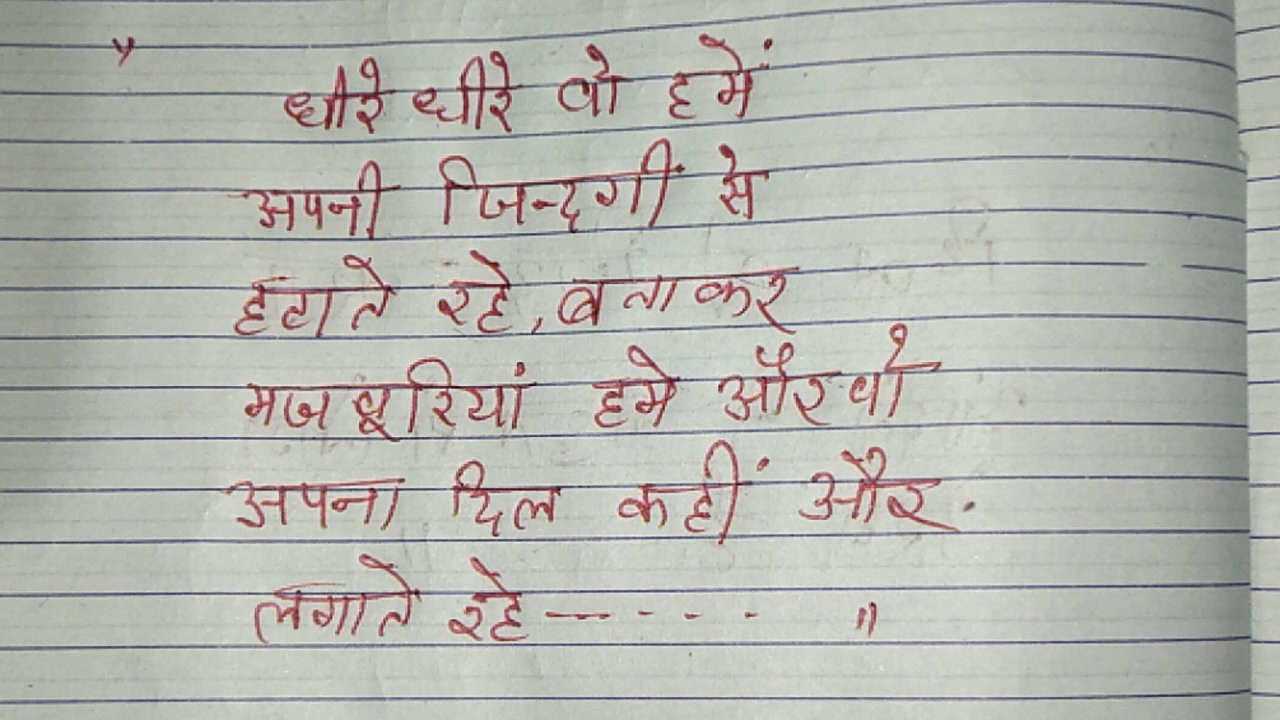 "
धीरे धीरे वो हमें
अपनी जिन्दगी से
हटाते रहे, बताकर
मजबूरियां हमे और वो
अपना दिल कहीं और.
लगाते रहे ----- "